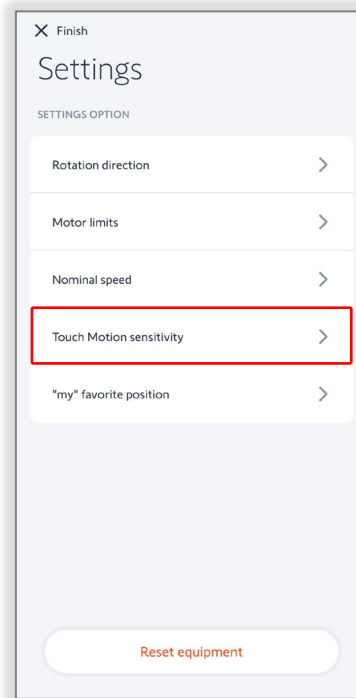 Finish
Settings
SETTINGS OPTION
Rotation direction
Motor limits
Nominal speed
Touch Motion sensitivity
"my" favorite position
Reset equipment